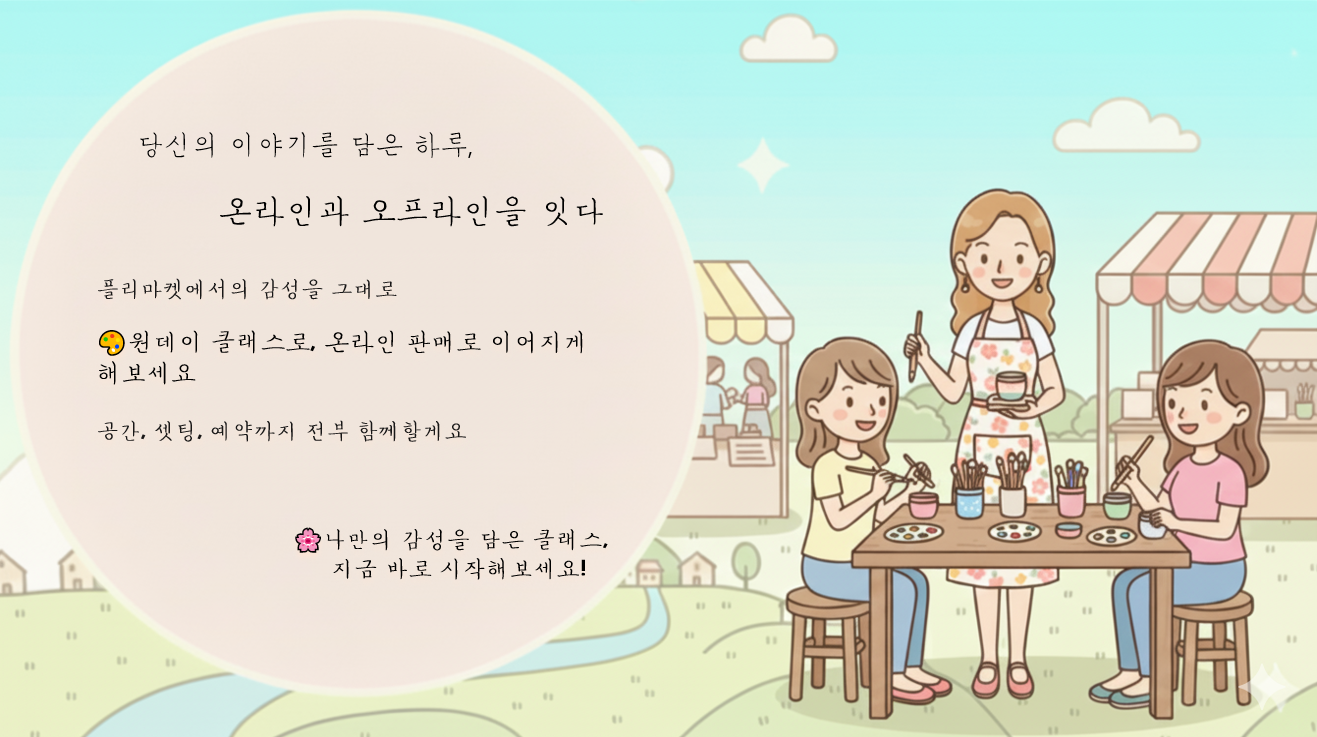 당신의 이야기를 담은 하루,
온라인과 오프라인을 잇다
플리마켓에서의 감성을 그대로
🎨원데이 클래스로, 온라인 판매로 이어지게
해보세요
공간, 셋팅, 예약까지 전부 함께할게요
🌸나만의 감성을 담은 클래스,
지금 바로 시작해보세요!